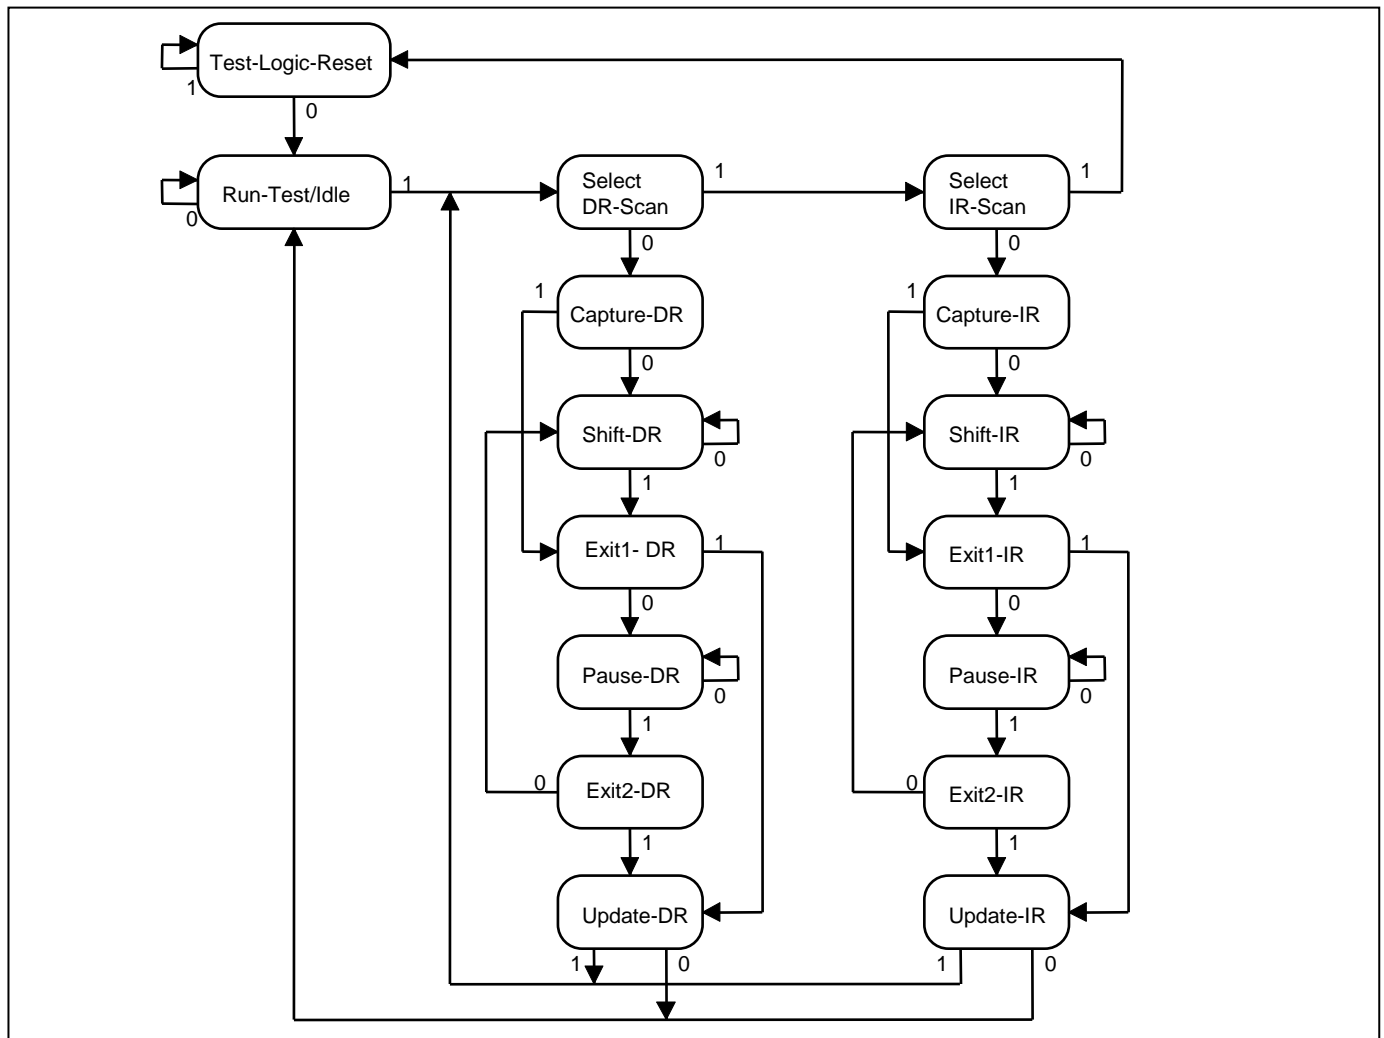 Test-Logic-Reset
1
0
Run-Test/Idle
0
1
Select
DR-Scan
1
Select
IR-Scan
1
0
0
1
Capture-DR
1
Capture-IR
0
0
Shift-DR
0
Shift-IR
0
1
1
Exit1- DR
1
Exit1-IR
1
0
0
Pause-DR
0
Pause-IR
0
1
1
0
Exit2-DR
0
Exit2-IR
1
1
Update-DR
Update-IR
1
0
1
0